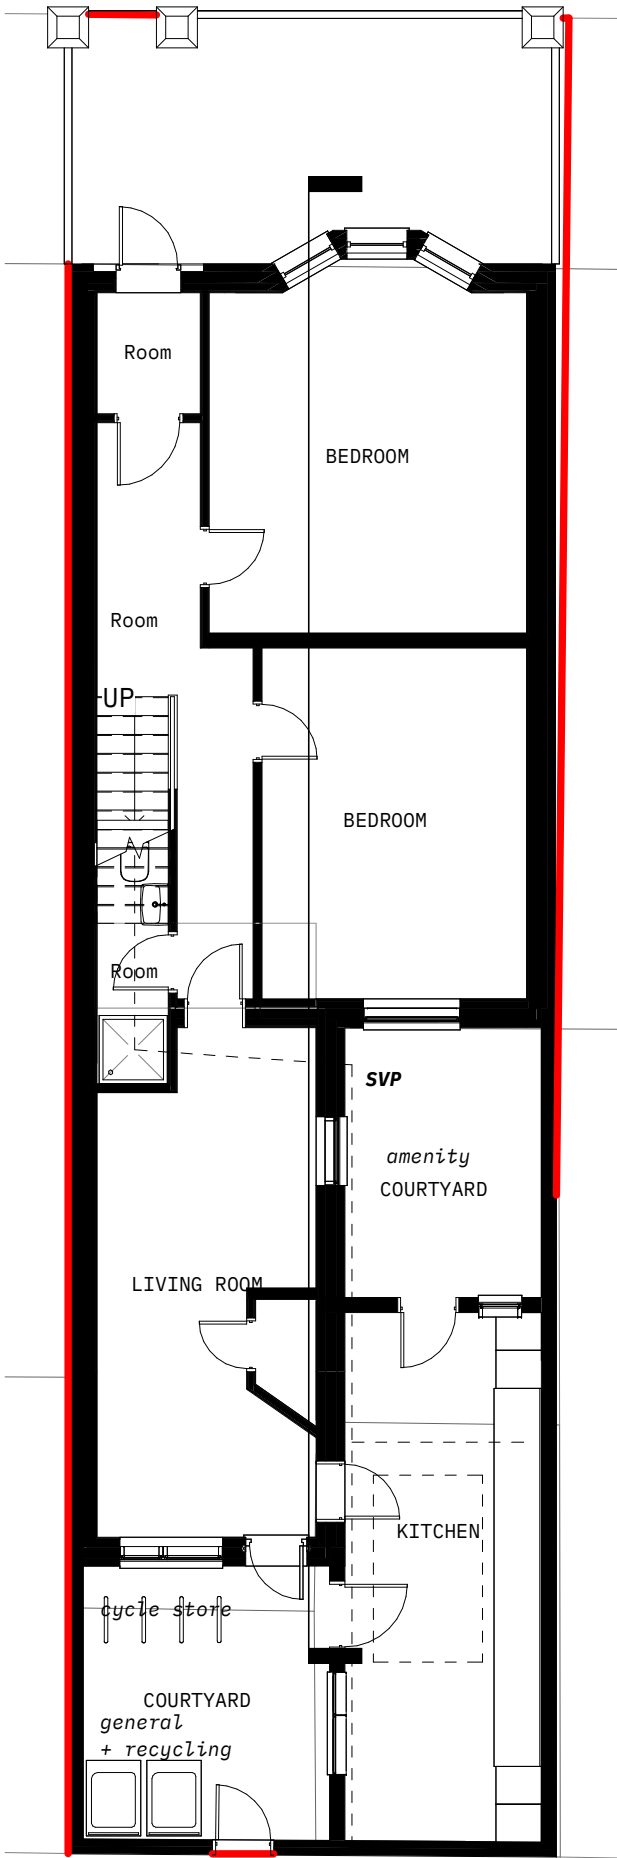 Room
BEDROOM
Room
UP
BEDROOM
Room
SVP
amenity
COURTYARD
LIVING ROOM
KITCHEN
cycle store
COURTYARD
general
+ recycling